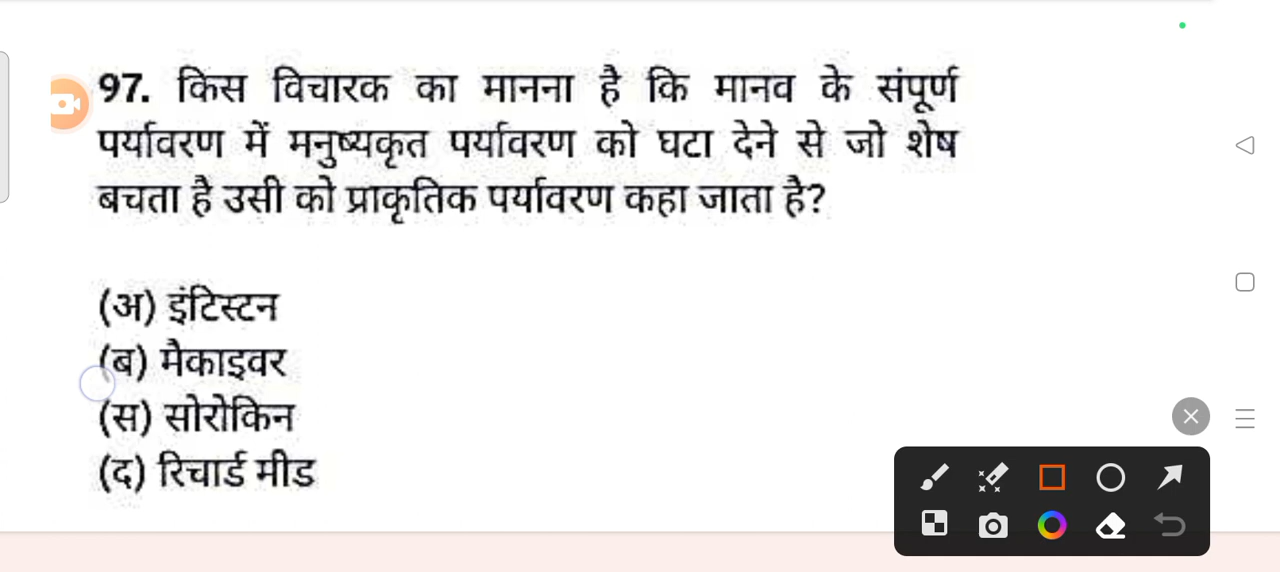 97. किस विचारक का मानना है कि मानव के संपूर्ण
पर्यावरण में मनुष्यकृत पर्यावरण को घटा देने से जो शेष
बचता है उसी को प्राकृतिक पर्यावरण कहा जाता है?
(अ) इंटिस्टन
(ब) मैकाइवर
(स) सोरोकिन
(द) रिचार्ड मीड